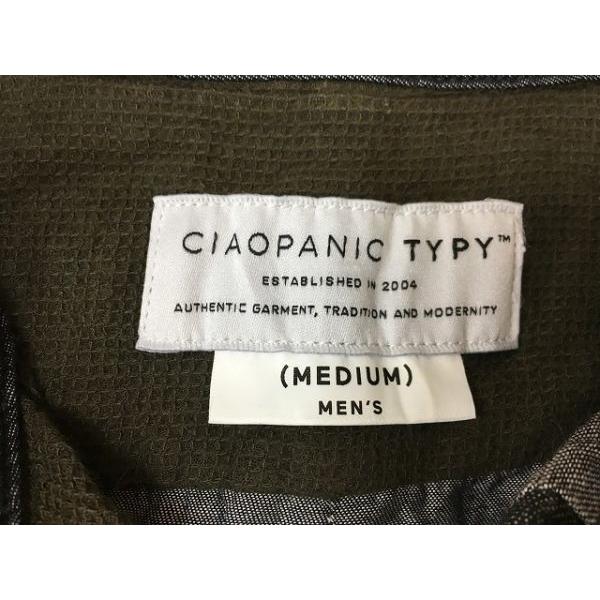 CIAOPANIC TYPY™
ESTABLISHED IN 2004
AUTHENTIC GARMENT, TRADITION AND MODERNITY
(MEDIUM)
MEN'S